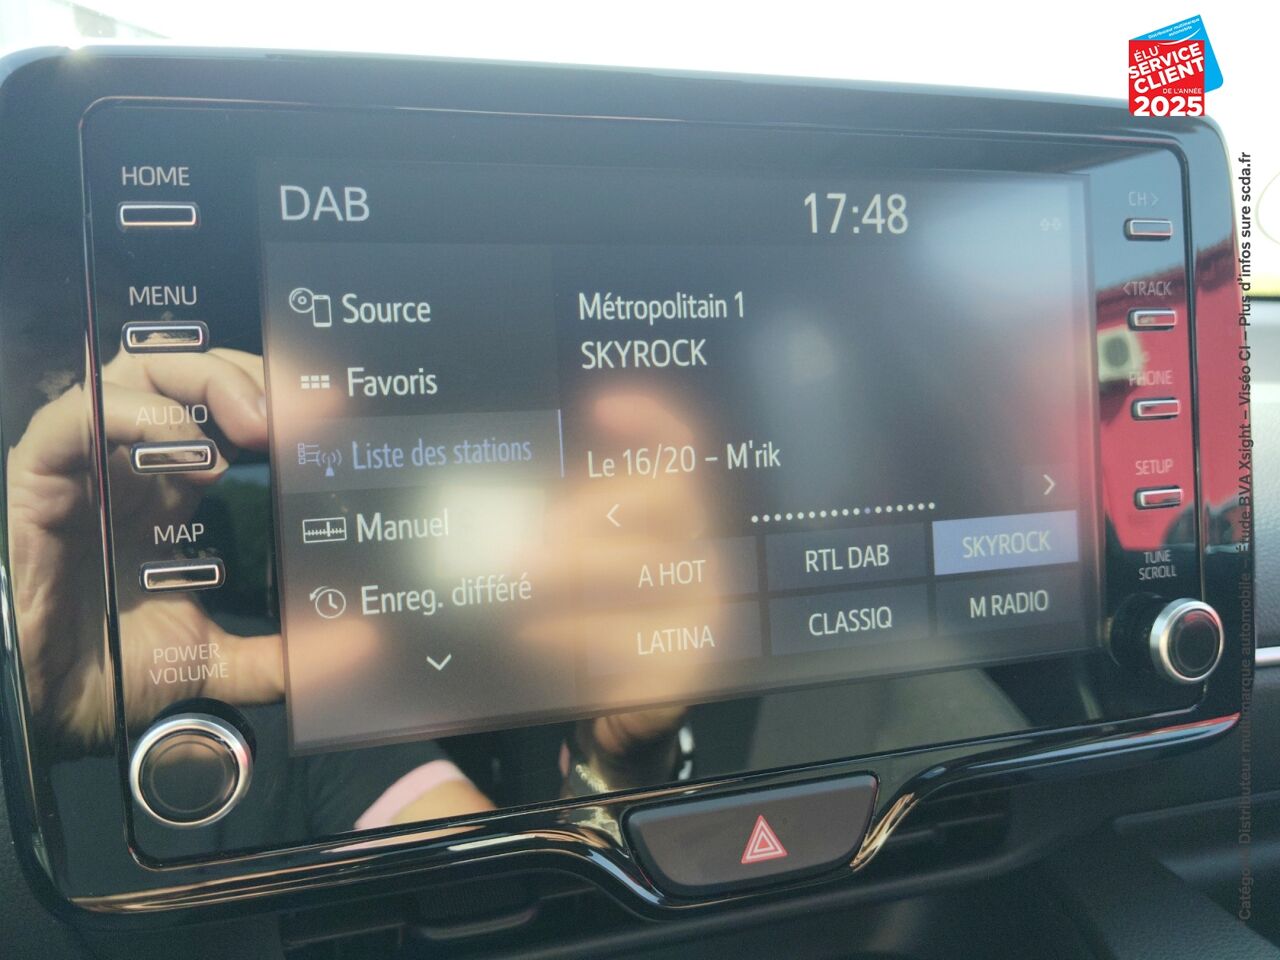 Distributeur multimarque
automobile
ÉLU
SERVICE
CLIENT
DE L'ANNÉE
2025
HOME
MENU
AUDIO
MAP
POWER
VOLUME
DAB
17:48
Source
Favoris
Liste des stations
Manuel
Enreg. différé
Métropolitain 1
SKYROCK
Le 16/20 – M'rik
A HOT
RTL DAB
SKYROCK
LATINA
CLASSIQ
M RADIO
CH >
< TRACK
PHONE
SETUP
TUNE
SCROLL
Catégorie Distributeur multimarque automobile – Étude BVA Xsight – Viséo CI – Plus d'infos sure scda.fr